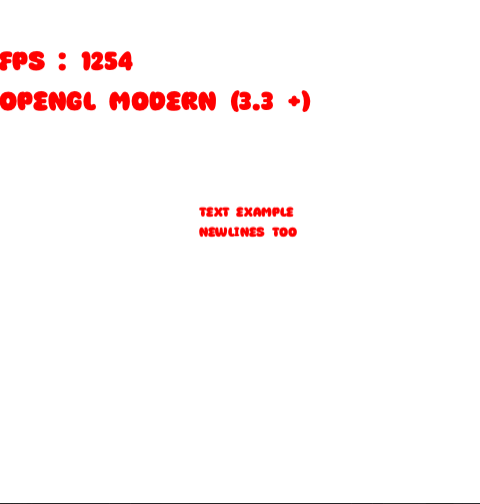 FPS : 1254
OPENGL MODERN (3.3 +)
TEXT EXAMPLE
NEWLINES TOO